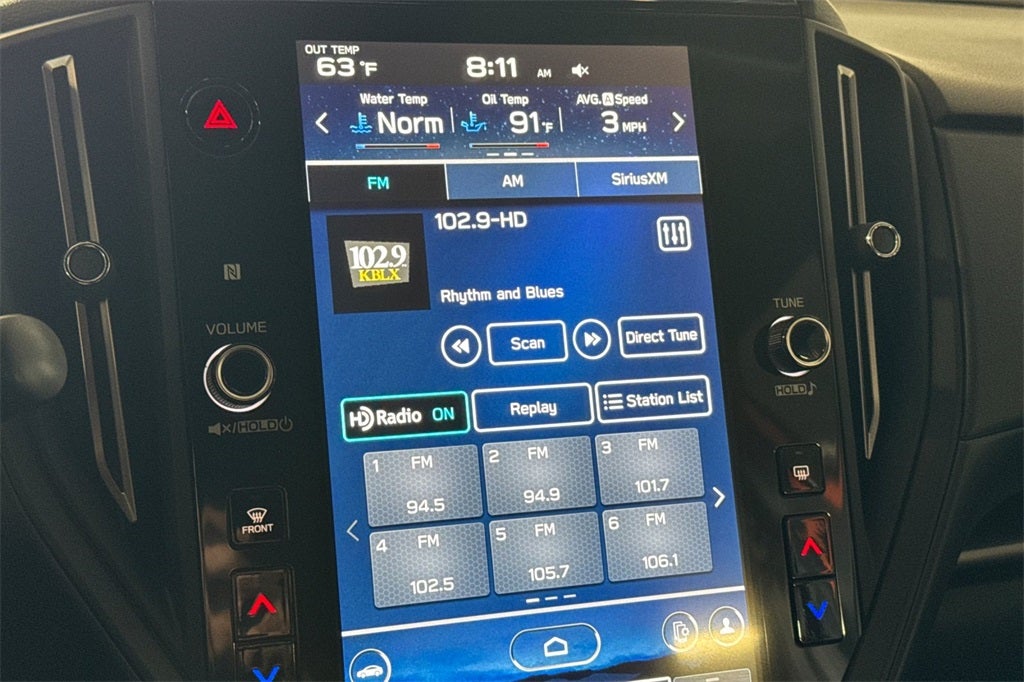 OUT TEMP
63 °F 8:11 AM
Water Temp Oil Temp AVG. A Speed
Norm 91 °F 3 MPH
FM AM SiriusXM
102.9-HD
102.9 FM
KBLX
Rhythm and Blues
Scan Direct Tune
HD Radio ON Replay Station List
1 FM 2 FM 3 FM
94.5 94.9 101.7
4 FM 5 FM 6 FM
102.5 105.7 106.1
VOLUME
HOLD
FRONT
TUNE
HOLD